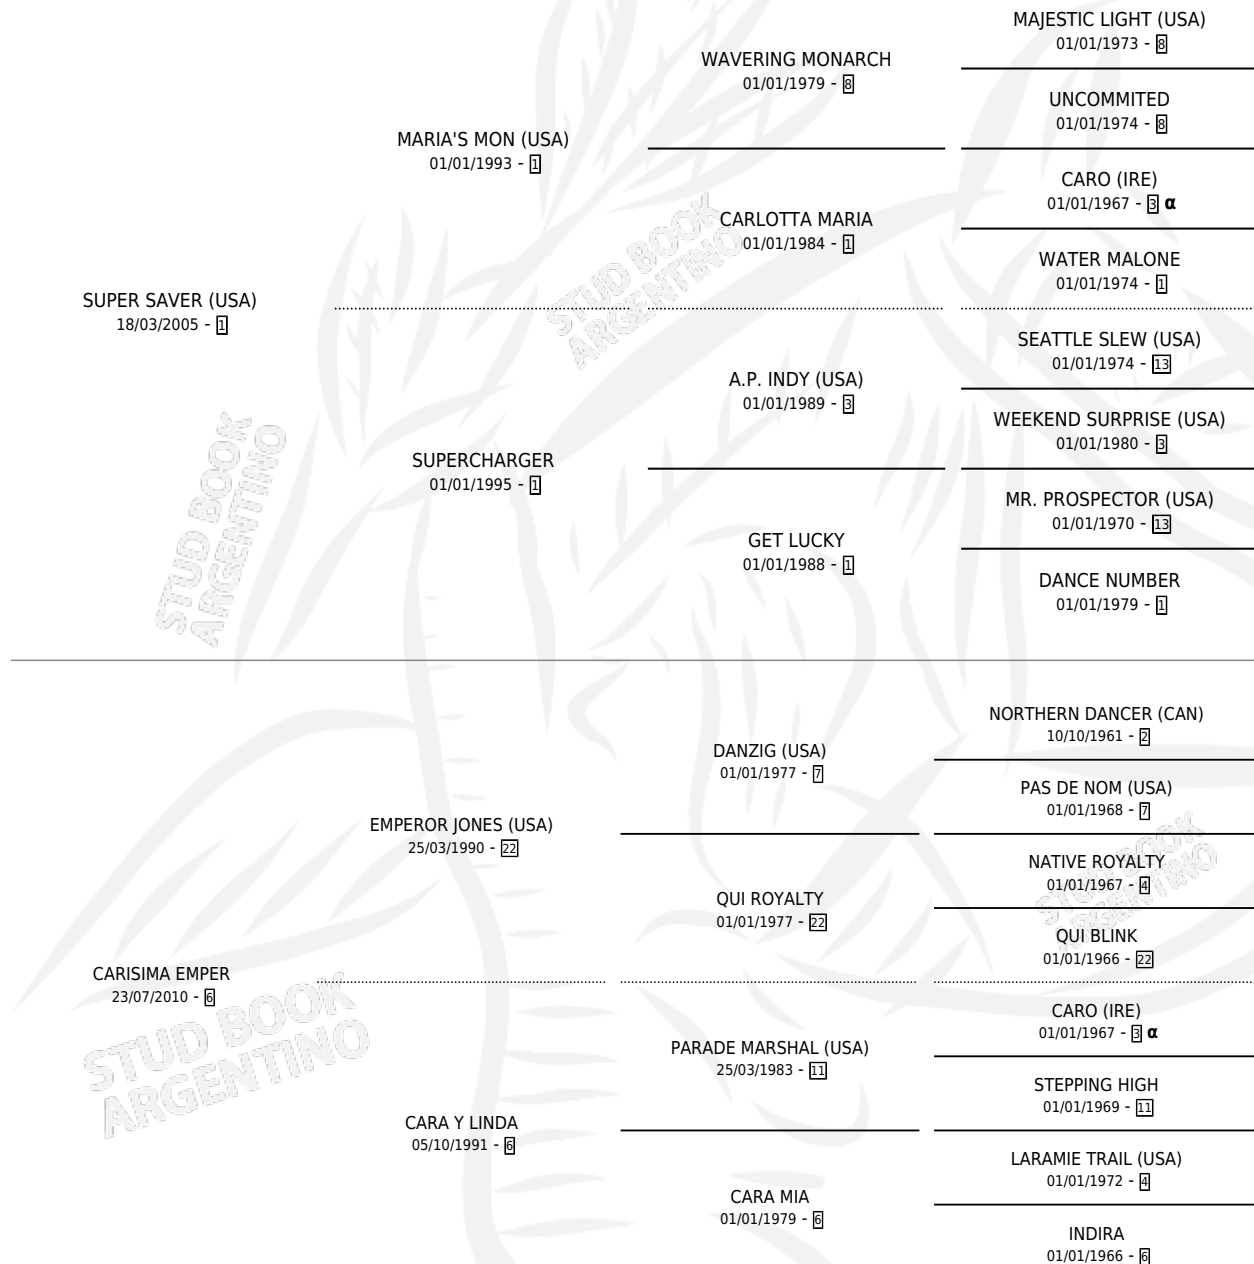 MAJESTIC LIGHT (USA)
01/01/1973 - 8
WAVERING MONARCH
01/01/1979 - 8
UNCOMMITED
01/01/1974 - 8
MARIA'S MON (USA)
01/01/1993 - 1
CARO (IRE)
01/01/1967 - 3 α
CARLOTTA MARIA
01/01/1984 - 1
WATER MALONE
01/01/1974 - 1
SUPER SAVER (USA)
18/03/2005 - 1
SEATTLE SLEW (USA)
01/01/1974 - 13
A.P. INDY (USA)
01/01/1989 - 3
WEEKEND SURPRISE (USA)
01/01/1980 - 3
SUPERCHARGER
01/01/1995 - 1
MR. PROSPECTOR (USA)
01/01/1970 - 13
GET LUCKY
01/01/1988 - 1
DANCE NUMBER
01/01/1979 - 1
NORTHERN DANCER (CAN)
10/10/1961 - 2
DANZIG (USA)
01/01/1977 - 7
PAS DE NOM (USA)
01/01/1968 - 7
EMPEROR JONES (USA)
25/03/1990 - 22
NATIVE ROYALTY
01/01/1967 - 4
QUI ROYALTY
01/01/1977 - 22
QUI BLINK
01/01/1966 - 22
CARISIMA EMPER
23/07/2010 - 6
CARO (IRE)
01/01/1967 - 3 α
PARADE MARSHAL (USA)
25/03/1983 - 11
STEPPING HIGH
01/01/1969 - 11
CARA Y LINDA
05/10/1991 - 6
LARAMIE TRAIL (USA)
01/01/1972 - 4
CARA MIA
01/01/1979 - 6
INDIRA
01/01/1966 - 6
STUD BOOK
ARGENTINO
STUD BOOK
ARGENTINO
STUD BOOK
ARGENTINO
STUD BOOK
ARGENTINO